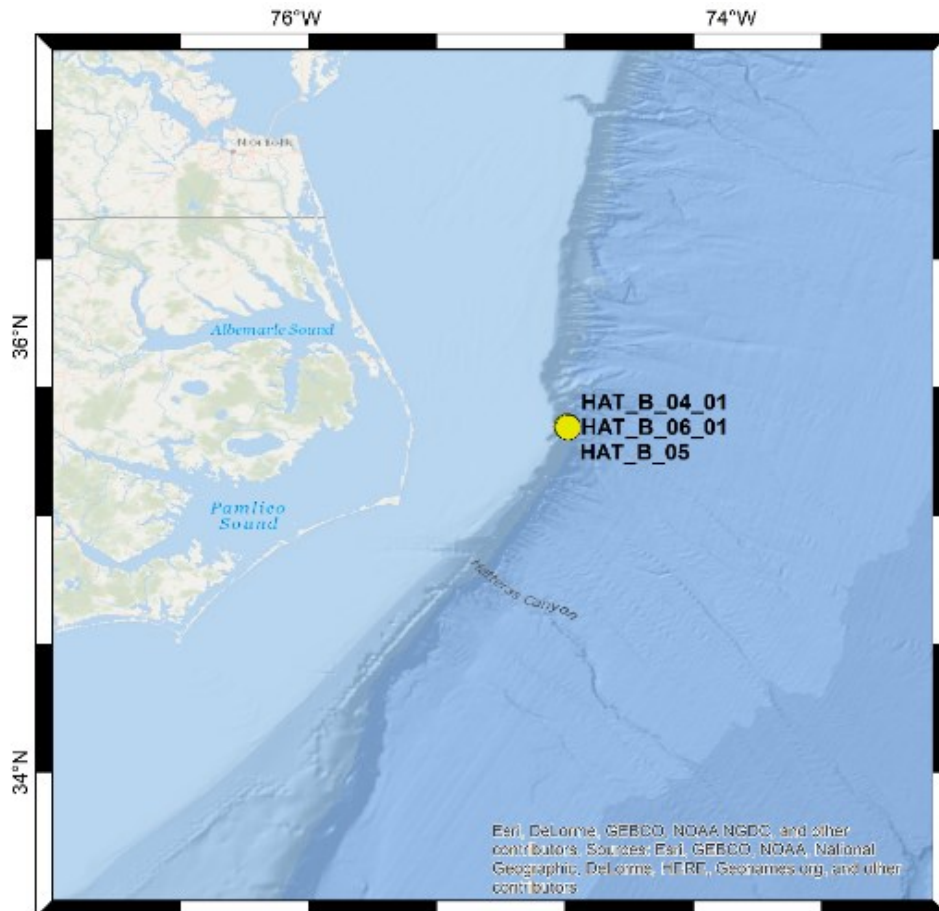 76°W
74°W
Norfolk
36°N
Albemarle Sound
HAT_B_04_01
HAT_B_06_01
HAT_B_05
Pamlico
Sound
Hatteras Canyon
34°N
Esri, DeLorme, GEBCO, NOAA NGDC, and other
contributors. Sources: Esri, GEBCO, NOAA, National
Geographic, DeLorme, HERE, Geonames.org, and other
contributors